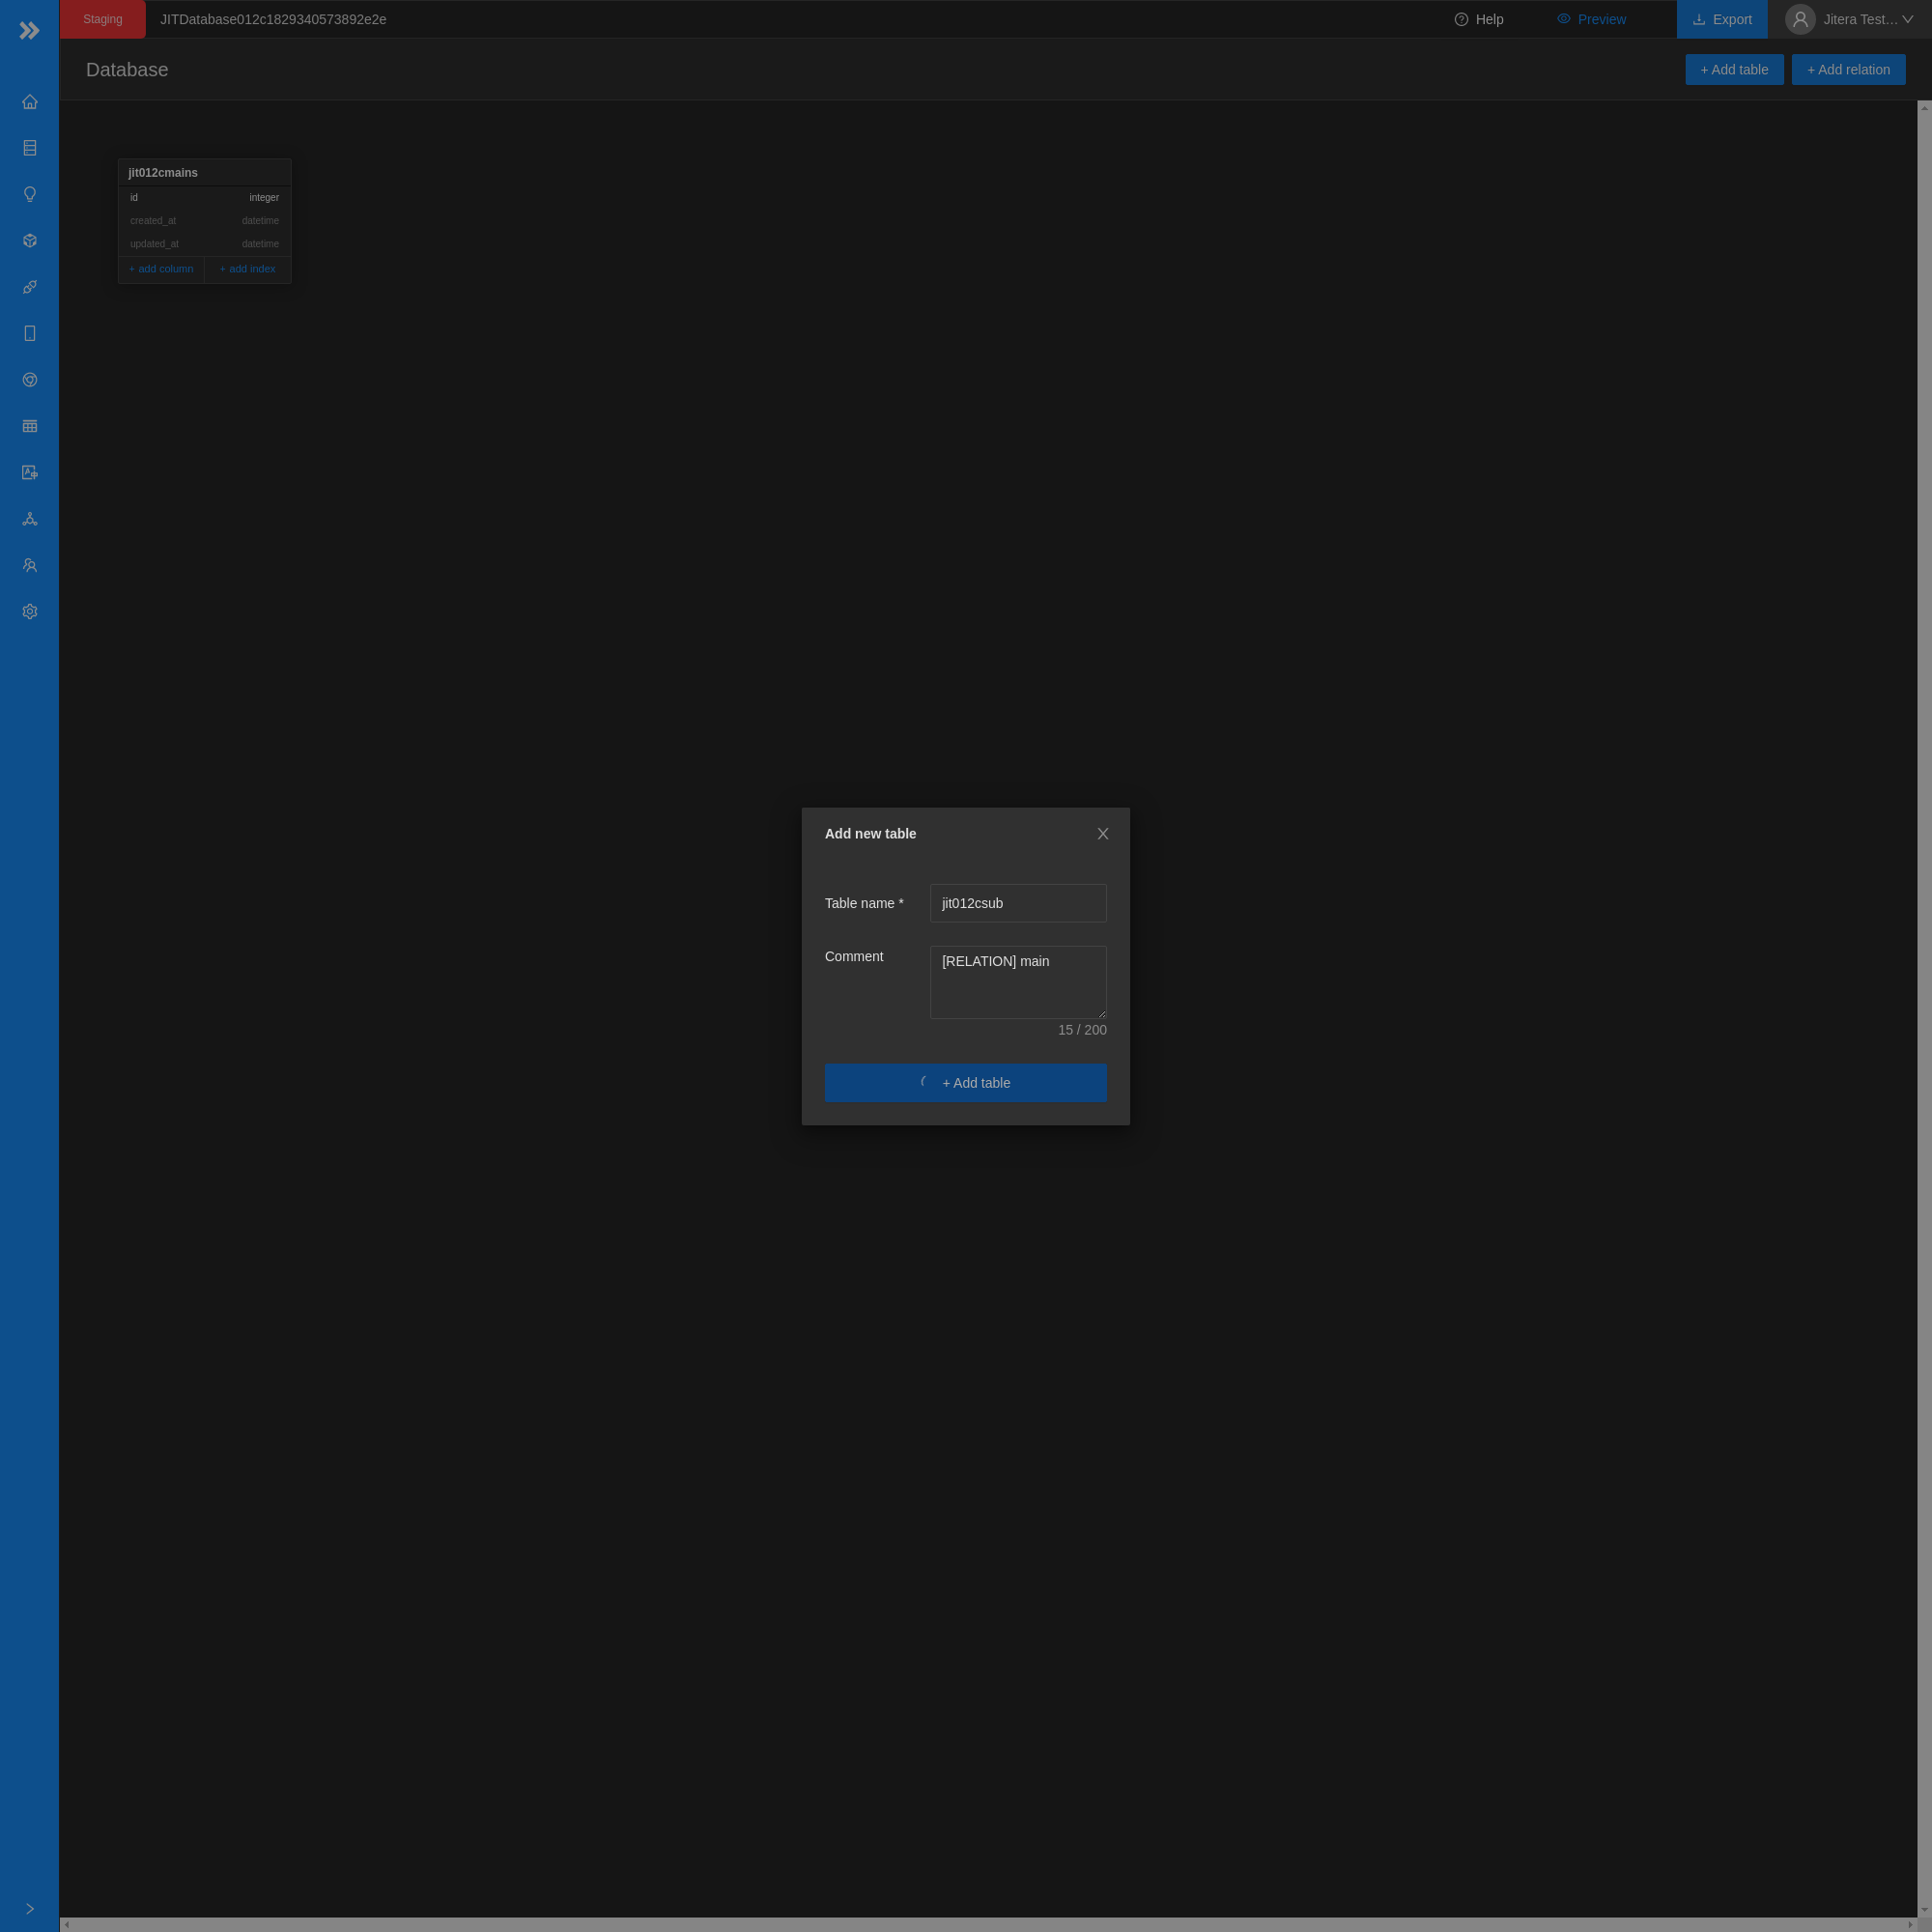 Staging
JITDatabase012c1829340573892e2e
Help
Preview
Export
Jitera Test...
Database
+ Add table
+ Add relation
jit012cmains
id integer
created_at datetime
updated_at datetime
+ add column
+ add index
Add new table
Table name *
jit012csub
Comment
[RELATION] main
15 / 200
+ Add table